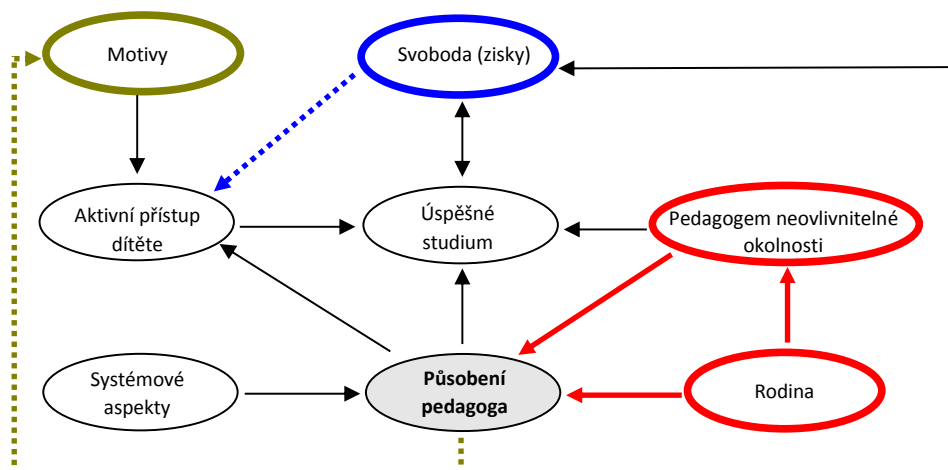 Motivy
Svoboda (zisky)
Aktivní přístup
dítěte
Úspěšné
studium
Pedagogem neovlivnitelné
okolnosti
Systémové
aspekty
Působení
pedagoga
Rodina